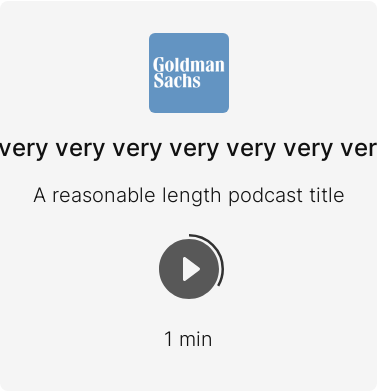 Goldman
Sachs
very very very very very very ver
A reasonable length podcast title
1 min